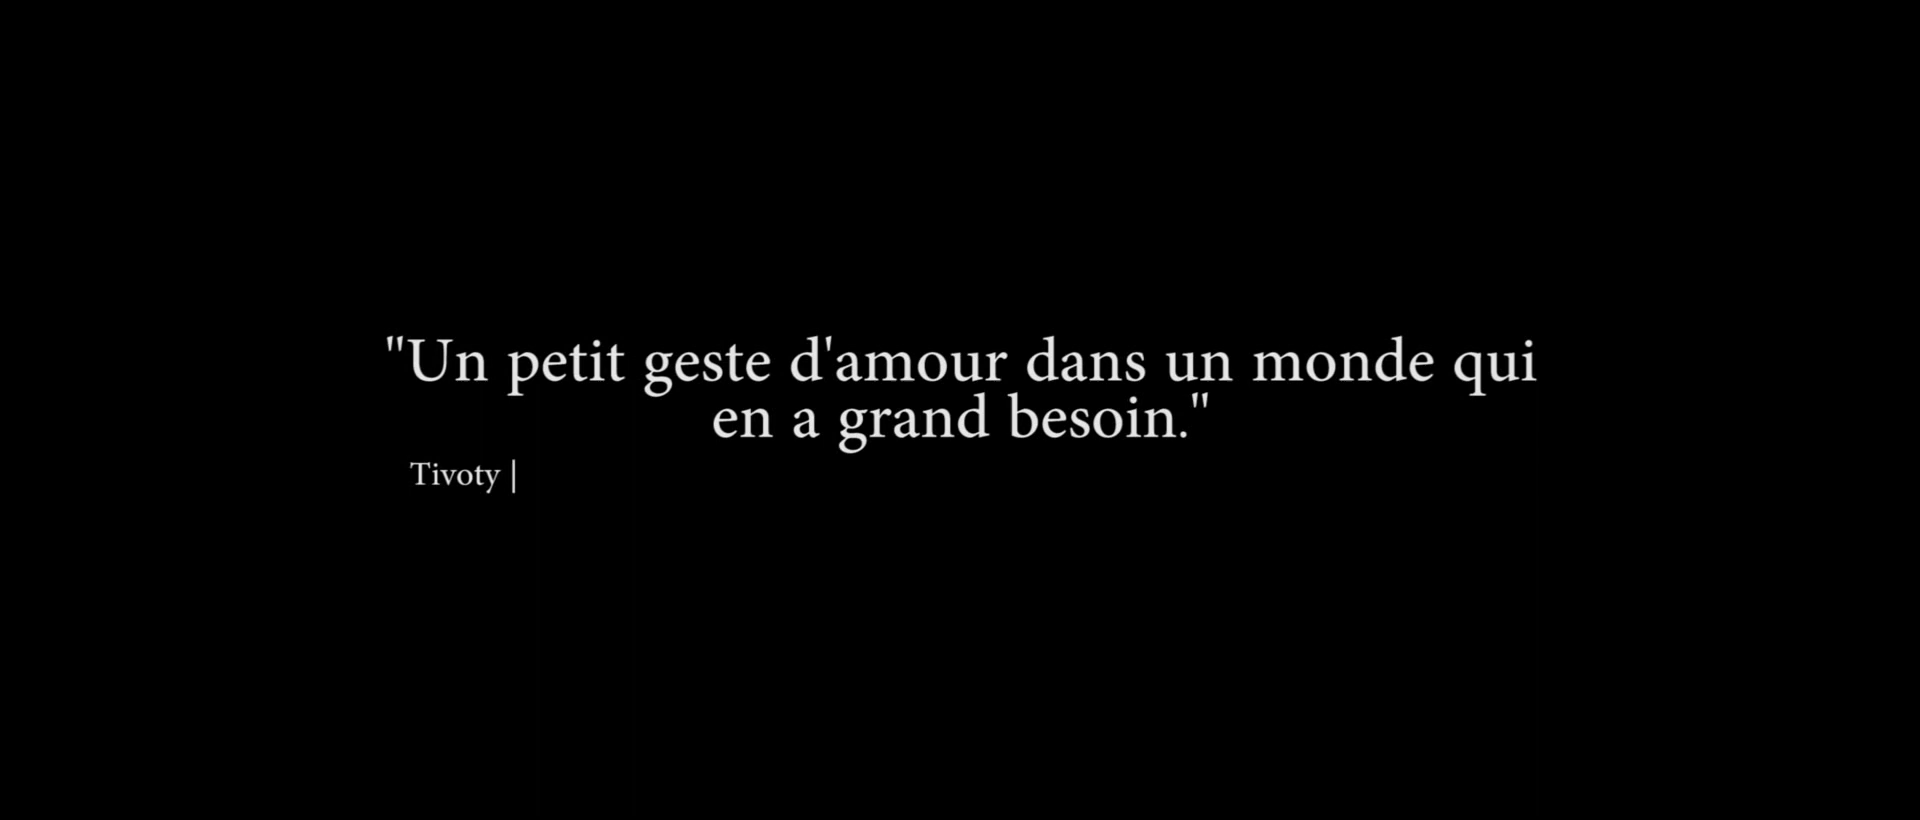 "Un petit geste d'amour dans un monde qui
en a grand besoin."
Tivoty |